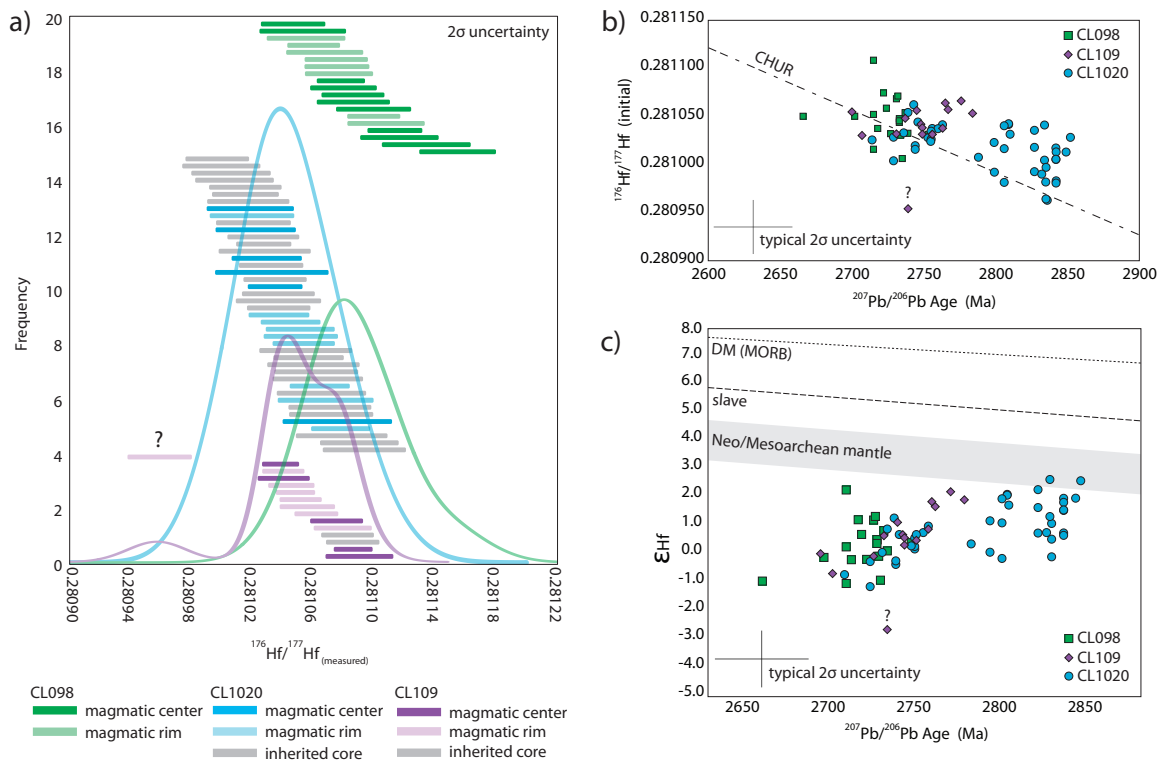 a)
2σ uncertainty
20
18
16
14
12
10
8
6
4
2
0
Frequency
?
0.28090
0.28094
0.28098
0.28102
0.28106
0.28110
0.28114
0.28118
0.28122
176Hf/177Hf (measured)
CL098
magmatic center
magmatic rim
CL1020
magmatic center
magmatic rim
inherited core
CL109
magmatic center
magmatic rim
inherited core
b)
0.281150
0.281100
0.281050
0.281000
0.280950
0.280900
176Hf/177Hf (initial)
CHUR
CL098
CL109
CL1020
?
typical 2σ uncertainty
2600
2700
2750
2800
2850
2900
207Pb/206Pb Age (Ma)
c)
8.0
7.0
6.0
5.0
4.0
3.0
2.0
1.0
0.0
-1.0
-2.0
-3.0
-4.0
-5.0
εHf
DM (MORB)
slave
Neo/Mesoarchean mantle
?
typical 2σ uncertainty
CL098
CL109
CL1020
2650
2700
2750
2800
2850
207Pb/206Pb Age (Ma)